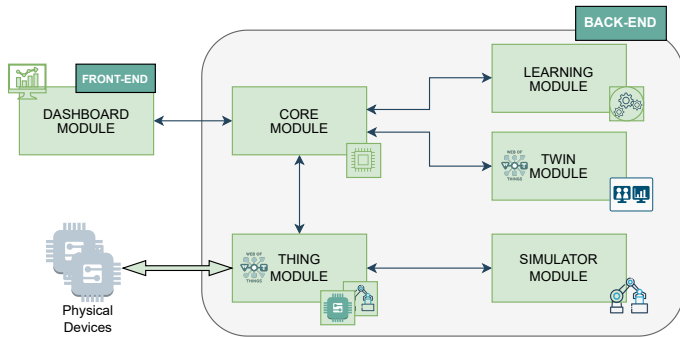 BACK-END
FRONT-END
DASHBOARD
MODULE
CORE
MODULE
LEARNING
MODULE
WEB OF
THINGS
TWIN
MODULE
WEB OF
THINGS
THING
MODULE
SIMULATOR
MODULE
Physical
Devices